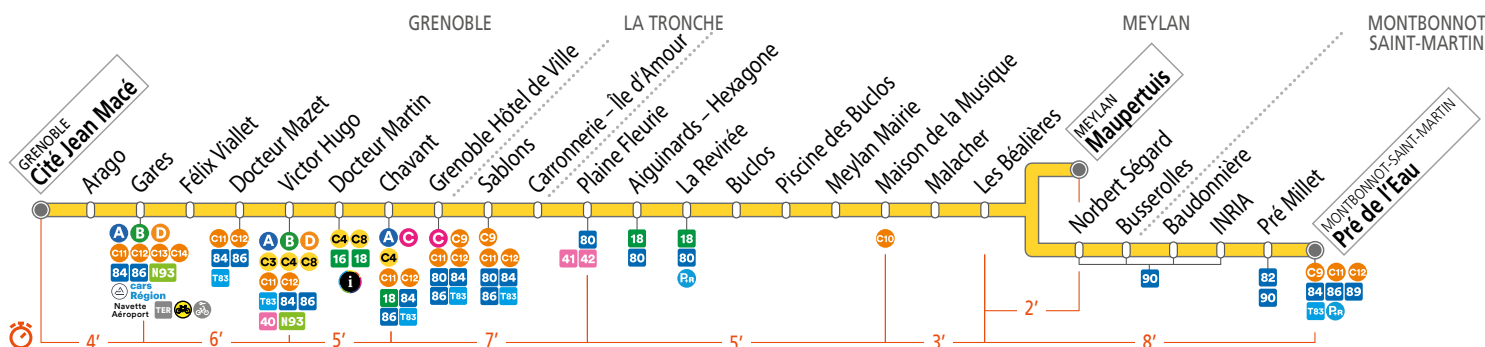 GRENOBLE
LA TRONCHE
MEYLAN
MONTBONNOT
SAINT-MARTIN
GRENOBLE
Cité Jean Macé
Arago
Gares
Félix Viallet
Docteur Mazet
Victor Hugo
Docteur Martin
Chavant
Grenoble Hôtel de Ville
Sablons
Carronnerie – Île d'Amour
Plaine Fleurie
Aiguinards – Hexagone
La Revirée
Buclos
Piscine des Buclos
Meylan Mairie
Maison de la Musique
Malacher
Les Béalières
MEYLAN
Maupertuis
Norbert Ségard
Busserolles
Baudonnière
INRIA
Pré Millet
MONTBONNOT-SAINT-MARTIN
Pré de l'Eau
A B D
C11 C12 C13 C14
84 86 N93
cars
Région
Navette
Aéroport
TER
C11 C12
84 86
T83
A B D
C3 C4 C8
C11 C12
T83 84 86
40 N93
C4 C8
16 18
i
A C
C4
C11 C12
18 84
86 T83
C C9
C11 C12
80 84
86 T83
C9
C11 C12
80 84
86 T83
80
41 42
18
80
18
80
P+R
C10
90
82
90
C9 C11 C12
84 86 89
T83 P+R
4' 6' 5' 7' 5' 3' 2' 8'